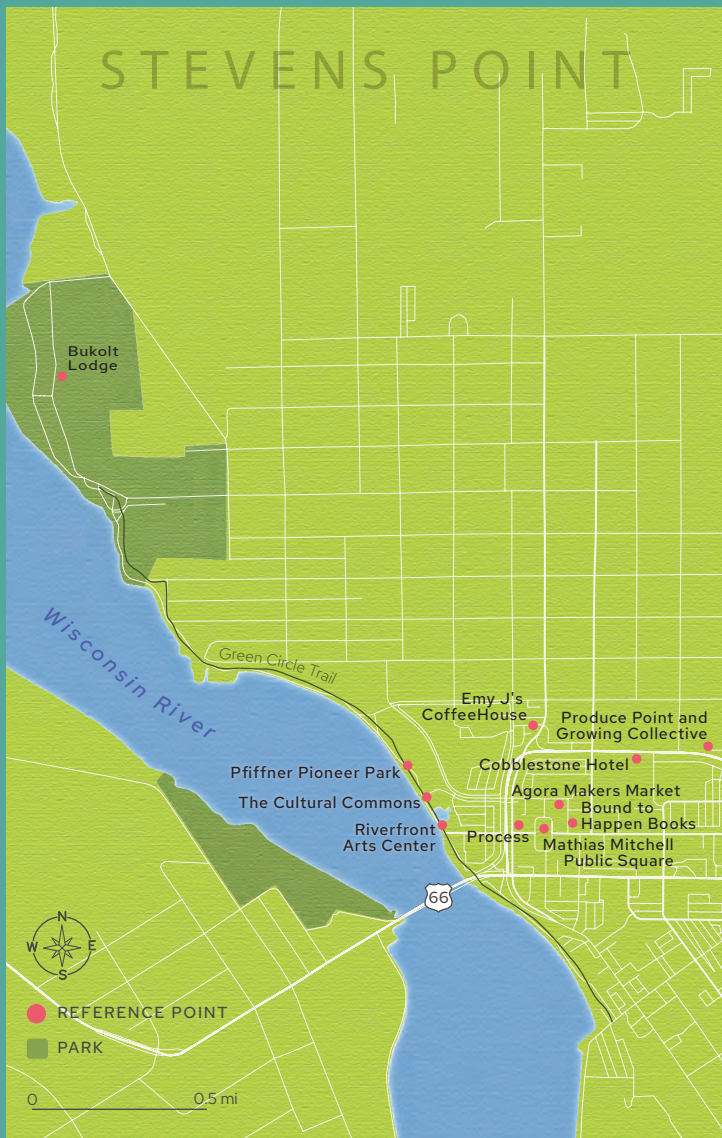 STEVENS POINT
Bukolt
Lodge
Wisconsin River
Green Circle Trail
Emy J's
CoffeeHouse
Produce Point and
Growing Collective
Cobblestone Hotel
Pfiffner Pioneer Park
Agora Makers Market
The Cultural Commons
Bound to
Happen Books
Riverfront
Arts Center
Process
Mathias Mitchell
Public Square
66
N
W
E
S
REFERENCE POINT
PARK
0
0.5 mi